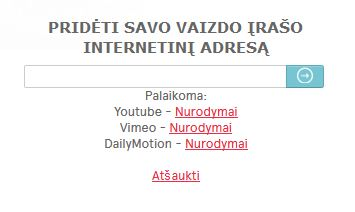 PRIDĖTI SAVO VAIZDO ĮRAŠO
INTERNETINĮ ADRESĄ
Palaikoma:
Youtube - Nurodymai
Vimeo - Nurodymai
DailyMotion - Nurodymai
Atšaukti